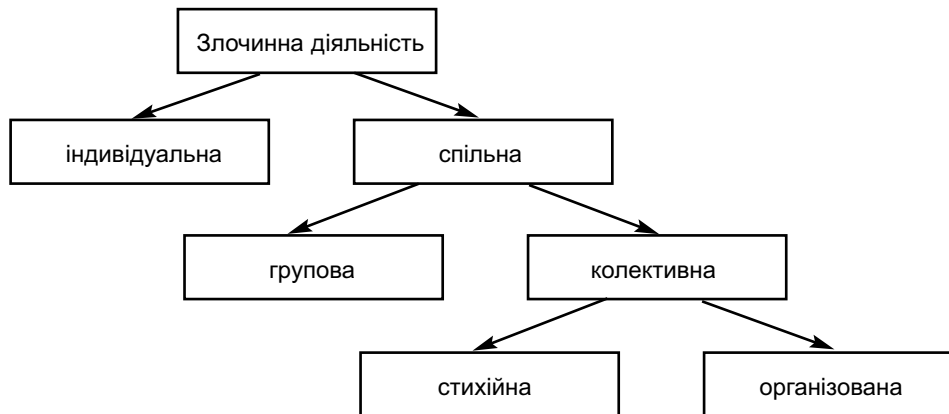 Злочинна діяльність
індивідуальна
спільна
групова
колективна
стихійна
організована